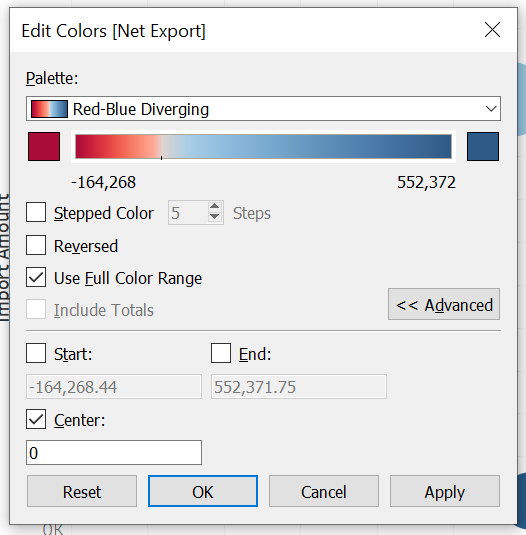 Edit Colors [Net Export]
Palette:
Red-Blue Diverging
-164,268 552,372
Stepped Color 5 Steps
Reversed
Use Full Color Range
Include Totals
<< Advanced
Start: End:
-164,268.44 552,371.75
Center:
0
Reset OK Cancel Apply
Import Amount
0K